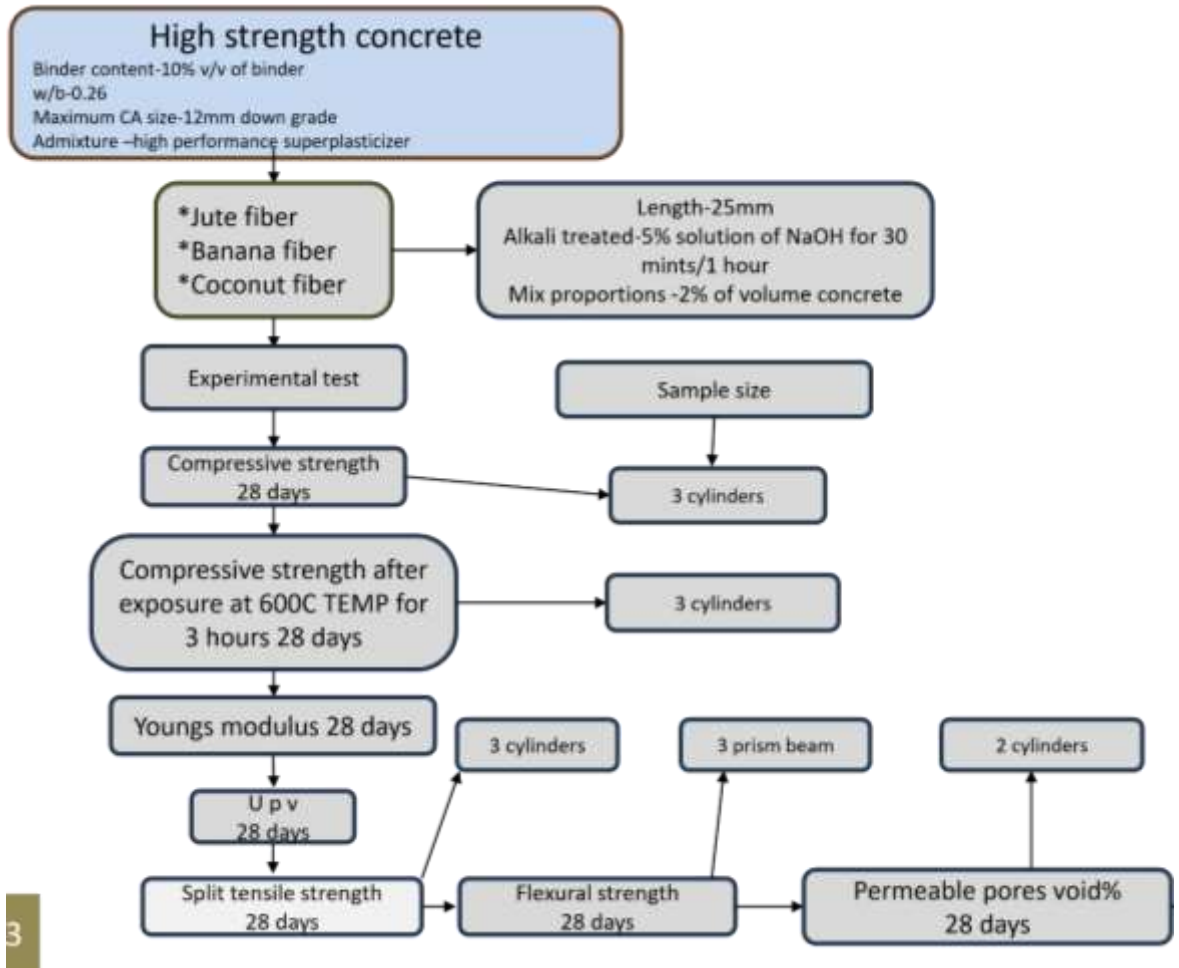 High strength concrete
Binder content-10% v/v of binder
w/b-0.26
Maximum CA size-12mm down grade
Admixture –high performance superplasticizer
*Jute fiber
*Banana fiber
*Coconut fiber
Length-25mm
Alkali treated-5% solution of NaOH for 30
mints/1 hour
Mix proportions -2% of volume concrete
Experimental test
Sample size
Compressive strength
28 days
3 cylinders
Compressive strength after
exposure at 600C TEMP for
3 hours 28 days
3 cylinders
Youngs modulus 28 days
3 cylinders
3 prism beam
2 cylinders
U p v
28 days
Split tensile strength
28 days
Flexural strength
28 days
Permeable pores void%
28 days
3